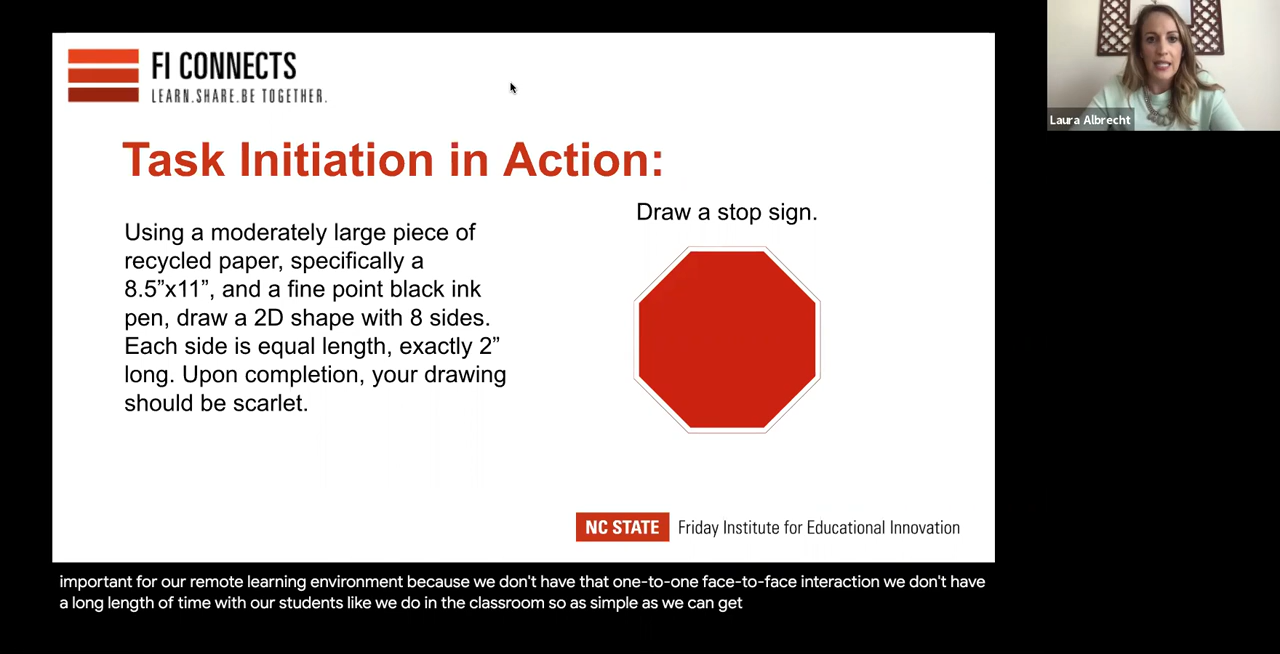 FI CONNECTS
LEARN.SHARE.BE TOGETHER.
Laura Albrecht
Task Initiation in Action:
Using a moderately large piece of
recycled paper, specifically a
8.5”x11”, and a fine point black ink
pen, draw a 2D shape with 8 sides.
Each side is equal length, exactly 2”
long. Upon completion, your drawing
should be scarlet.
Draw a stop sign.
NC STATE Friday Institute for Educational Innovation
important for our remote learning environment because we don't have that one-to-one face-to-face interaction we don't have
a long length of time with our students like we do in the classroom so as simple as we can get